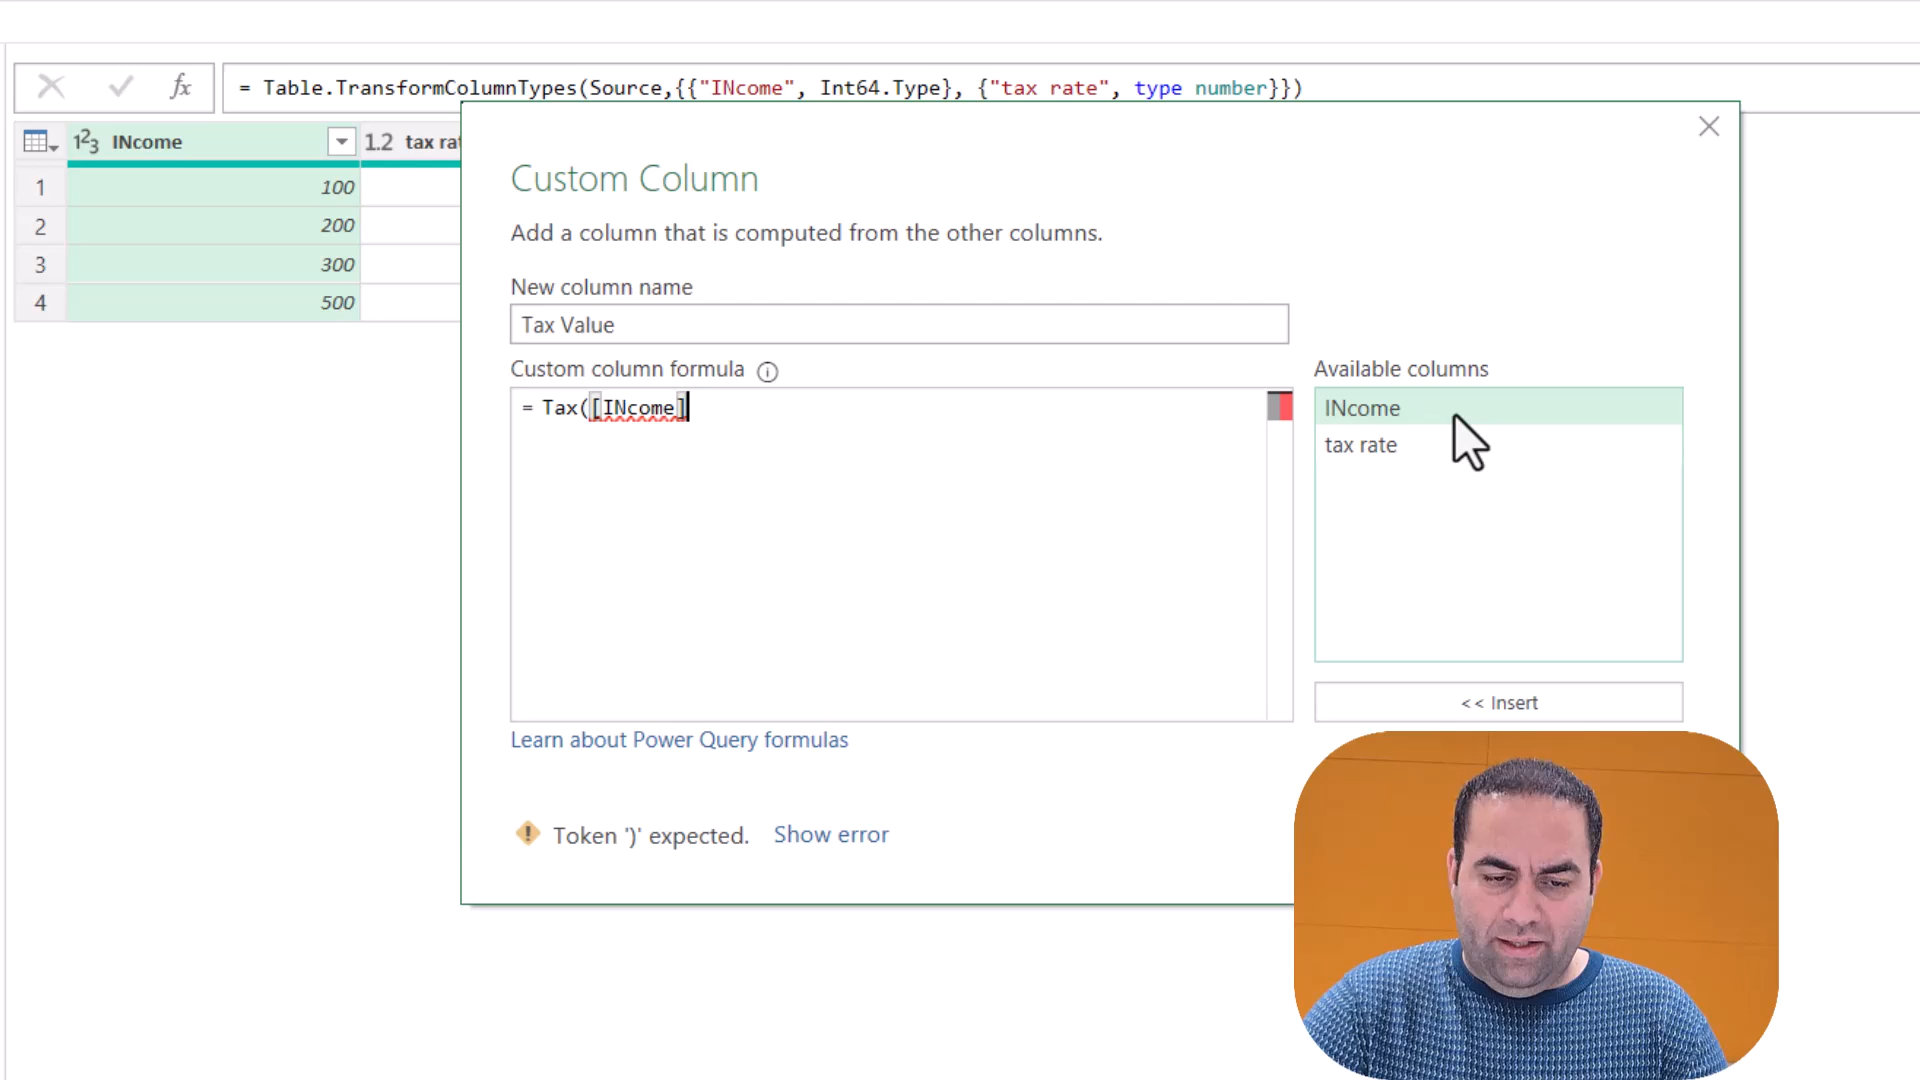 fx = Table.TransformColumnTypes(Source,{{"INcome", Int64.Type}, {"tax rate", type number}})
1²3 INcome 1.2 tax rat
1 100
2 200
3 300
4 500
Custom Column
Add a column that is computed from the other columns.
New column name
Tax Value
Custom column formula
= Tax([INcome]
Available columns
INcome
tax rate
<< Insert
Learn about Power Query formulas
Token ')' expected. Show error